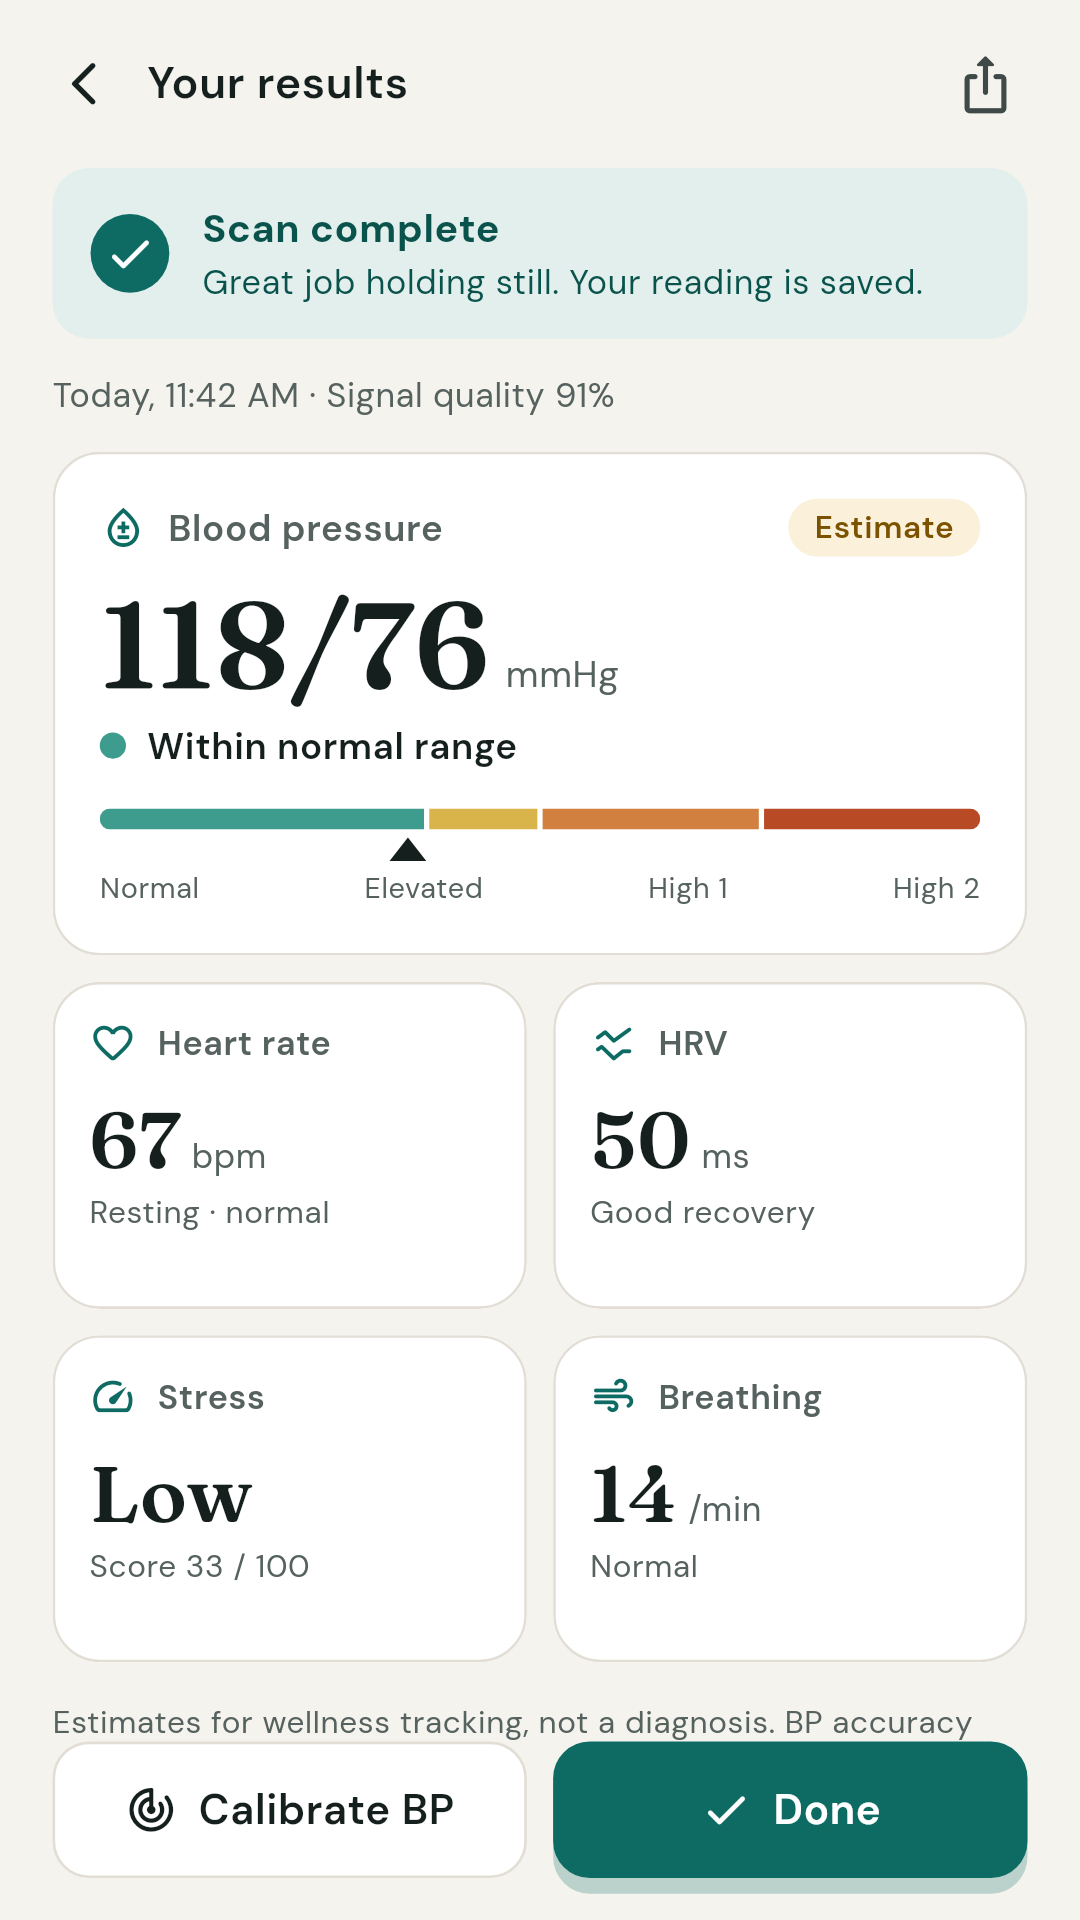 Your results
Scan complete
Great job holding still. Your reading is saved.
Today, 11:42 AM · Signal quality 91%
Blood pressure
Estimate
118/76 mmHg
Within normal range
Normal Elevated High 1 High 2
Heart rate
67 bpm
Resting · normal
HRV
50 ms
Good recovery
Stress
Low
Score 33 / 100
Breathing
14 /min
Normal
Estimates for wellness tracking, not a diagnosis. BP accuracy
Calibrate BP
Done